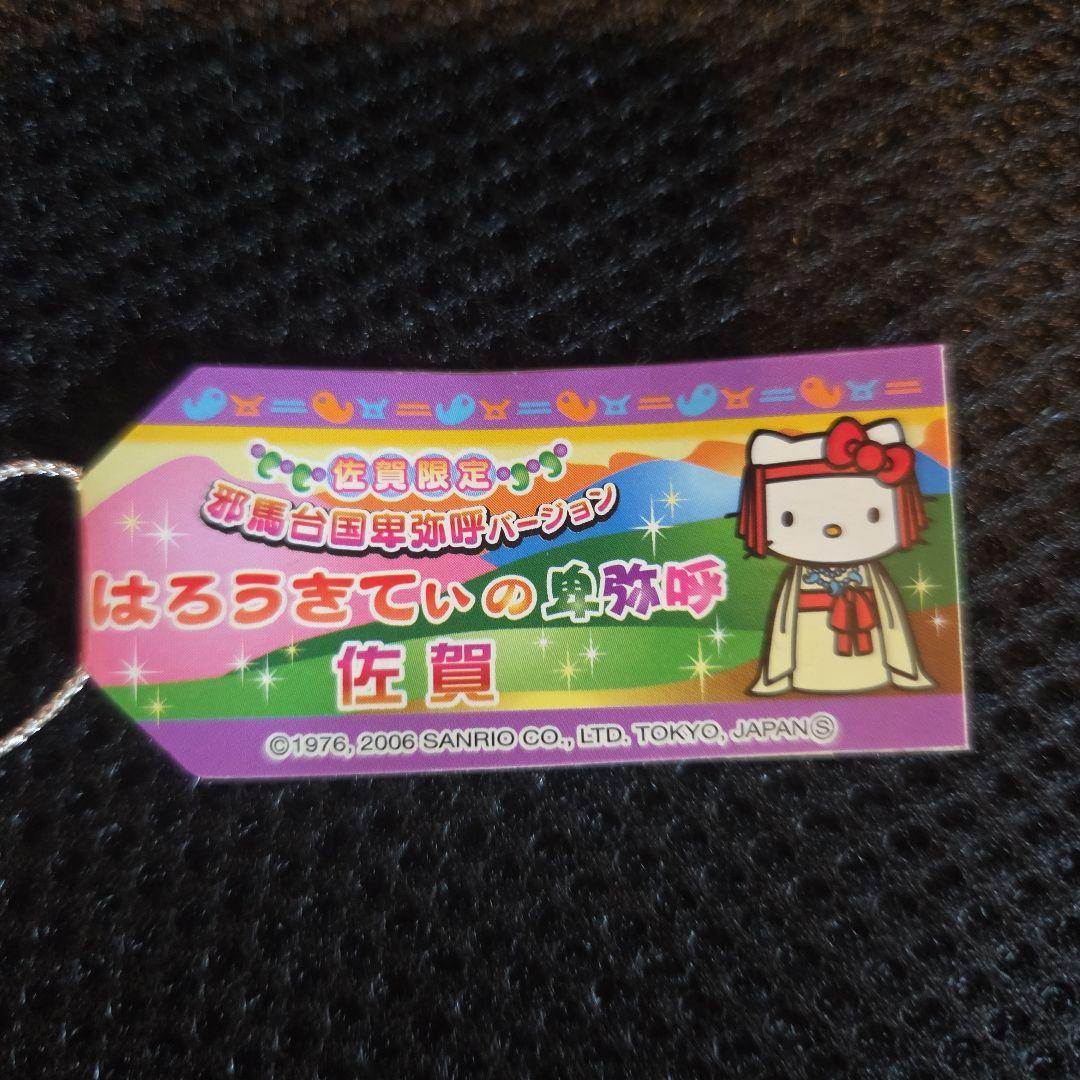 佐賀限定
邪馬台国卑弥呼バージョン
はろうきてぃの卑弥呼
佐賀
©1976, 2006 SANRIO CO., LTD. TOKYO, JAPAN Ⓢ